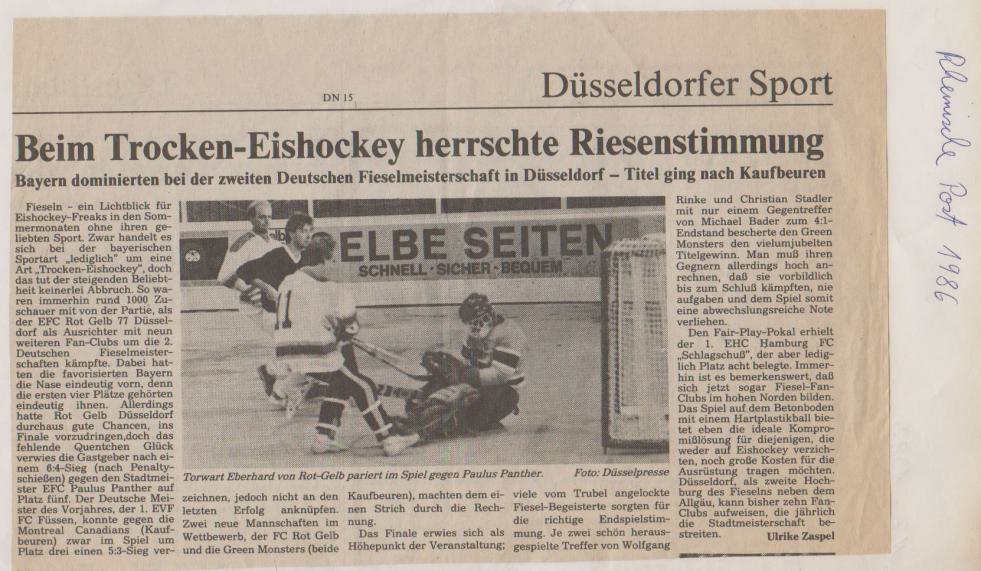 DN 15
Düsseldorfer Sport
Beim Trocken-Eishockey herrschte Riesenstimmung
Bayern dominierten bei der zweiten Deutschen Fieselmeisterschaft in Düsseldorf – Titel ging nach Kaufbeuren
Fieseln – ein Lichtblick für
Eishockey-Freaks in den Som-
mermonaten ohne ihren ge-
liebten Sport. Zwar handelt es
sich bei der bayerischen
Sportart „lediglich" um eine
Art „Trocken-Eishockey", doch
das tut der steigenden Beliebt-
heit keinerlei Abbruch. So wa-
ren immerhin rund 1000 Zu-
schauer mit von der Partie, als
der EFC Rot Gelb 77 Düssel-
dorf als Ausrichter mit neun
weiteren Fan-Clubs um die 2.
Deutschen Fieselmeister-
schaften kämpfte. Dabei hat-
ten die favorisierten Bayern
die Nase eindeutig vorn, denn
die ersten vier Plätze gehörten
eindeutig ihnen. Allerdings
hatte Rot Gelb Düsseldorf
durchaus gute Chancen, ins
Finale vorzudringen,doch das
fehlende Quentchen Glück
verwies die Gastgeber nach ei-
nem 6:4-Sieg (nach Penalty-
schießen) gegen den Stadtmei-
ster EFC Paulus Panther auf
Platz fünf. Der Deutsche Mei-
ster des Vorjahres, der 1. EVF
FC Füssen, konnte gegen die
Montreal Canadians (Kauf-
beuren) zwar im Spiel um
Platz drei einen 5:3-Sieg ver-
ELBE SEITEN
SCHNELL · SICHER · BEQUEM
11
Torwart Eberhard von Rot-Gelb pariert im Spiel gegen Paulus Panther.
Foto: Düsselpresse
zeichnen, jedoch nicht an den
letzten Erfolg anknüpfen.
Zwei neue Mannschaften im
Wettbewerb, der FC Rot Gelb
und die Green Monsters (beide
Kaufbeuren), machten dem ei-
nen Strich durch die Rech-
nung.
Das Finale erwies sich als
Höhepunkt der Veranstaltung;
viele vom Trubel angelockte
Fiesel-Begeisterte sorgten für
die richtige Endspielstim-
mung. Je zwei schön heraus-
gespielte Treffer von Wolfgang
Rinke und Christian Stadler
mit nur einem Gegentreffer
von Michael Bader zum 4:1-
Endstand bescherte den Green
Monsters den vielumjubelten
Titelgewinn. Man muß ihren
Gegnern allerdings hoch an-
rechnen, daß sie vorbildlich
bis zum Schluß kämpften, nie
aufgaben und dem Spiel somit
eine abwechslungsreiche Note
verliehen.
Den Fair-Play-Pokal erhielt
der 1. EHC Hamburg FC
„Schlagschuß", der aber ledig-
lich Platz acht belegte. Immer-
hin ist es bemerkenswert, daß
sich jetzt sogar Fiesel-Fan-
Clubs im hohen Norden bilden.
Das Spiel auf dem Betonboden
mit einem Hartplastikball bie-
tet eben die ideale Kompro-
mißlösung für diejenigen, die
weder auf Eishockey verzich-
ten, noch große Kosten für die
Ausrüstung tragen möchten.
Düsseldorf, als zweite Hoch-
burg des Fieselns neben dem
Allgäu, kann bisher zehn Fan-
Clubs aufweisen, die jährlich
die Stadtmeisterschaft be-
streiten.
Ulrike Zaspel
Rheinische Post 1986